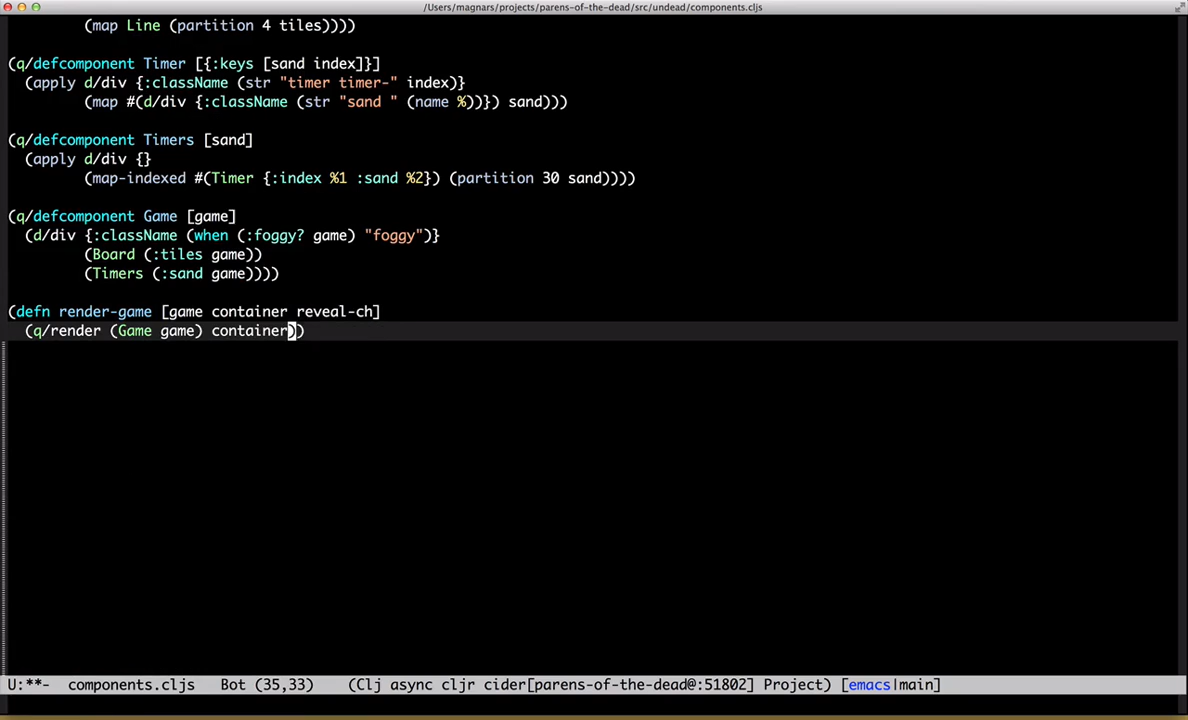 /Users/magnars/projects/parens-of-the-dead/src/undead/components.cljs
(map Line (partition 4 tiles))))
(q/defcomponent Timer [{:keys [sand index]}]
(apply d/div {:className (str "timer timer-" index)}
(map #(d/div {:className (str "sand " (name %))}) sand)))
(q/defcomponent Timers [sand]
(apply d/div {}
(map-indexed #(Timer {:index %1 :sand %2}) (partition 30 sand))))
(q/defcomponent Game [game]
(d/div {:className (when (:foggy? game) "foggy")}
(Board (:tiles game))
(Timers (:sand game))))
(defn render-game [game container reveal-ch]
(q/render (Game game) container))
U:**- components.cljs Bot (35,33) (Clj async cljr cider[parens-of-the-dead@:51802] Project) [emacs|main]